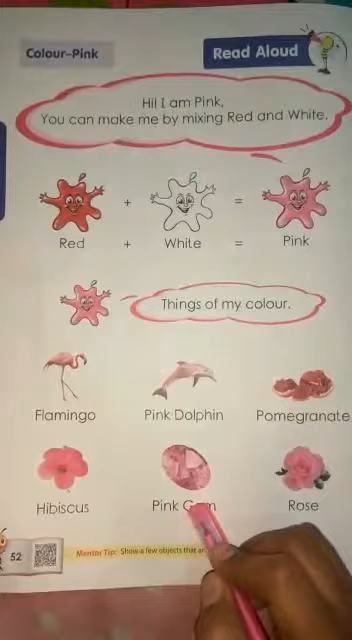 Colour–Pink
Read Aloud
Hi! I am Pink,
You can make me by mixing Red and White.
+ =
Red + White = Pink
Things of my colour.
Flamingo Pink Dolphin Pomegranate
Hibiscus Pink Rose
52
Mentor Tip: Show a few objects that